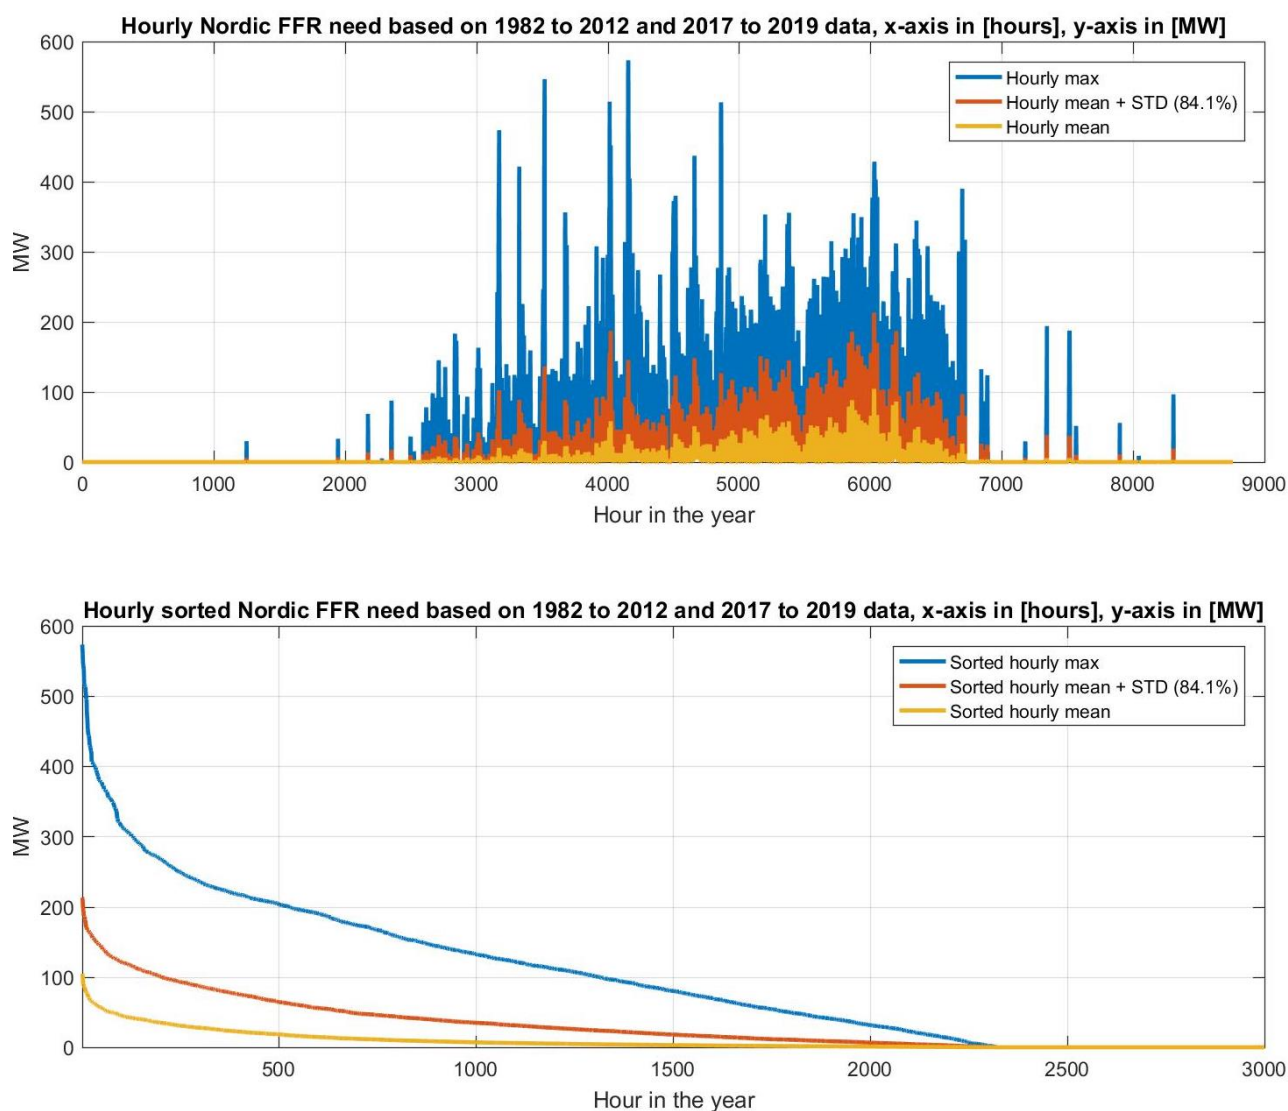 Hourly Nordic FFR need based on 1982 to 2012 and 2017 to 2019 data, x-axis in [hours], y-axis in [MW]
600
500
400
300
200
100
0
MW
Hourly max
Hourly mean + STD (84.1%)
Hourly mean
0 1000 2000 3000 4000 5000 6000 7000 8000 9000
Hour in the year
Hourly sorted Nordic FFR need based on 1982 to 2012 and 2017 to 2019 data, x-axis in [hours], y-axis in [MW]
600
500
400
300
200
100
0
MW
Sorted hourly max
Sorted hourly mean + STD (84.1%)
Sorted hourly mean
500 1000 1500 2000 2500 3000
Hour in the year